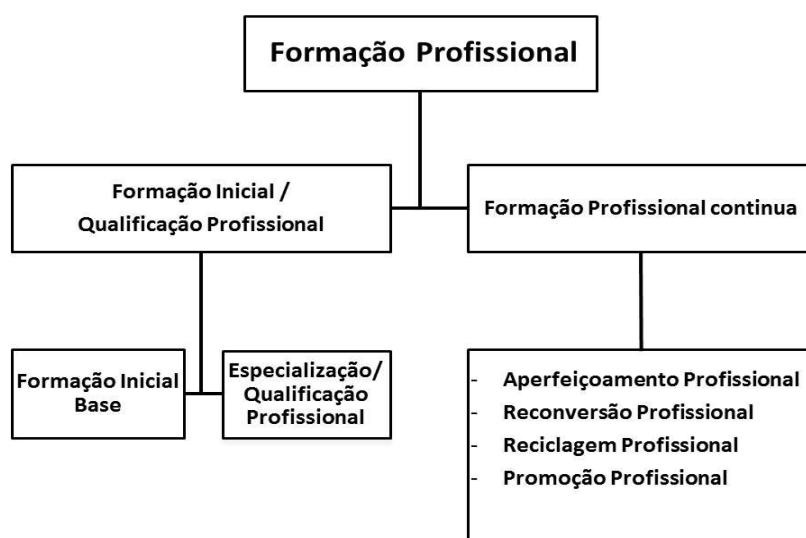 Formação Profissional
Formação Inicial /
Qualificação Profissional
Formação Profissional continua
Formação Inicial
Base
Especialização/
Qualificação
Profissional
- Aperfeiçoamento Profissional
- Reconversão Profissional
- Reciclagem Profissional
- Promoção Profissional